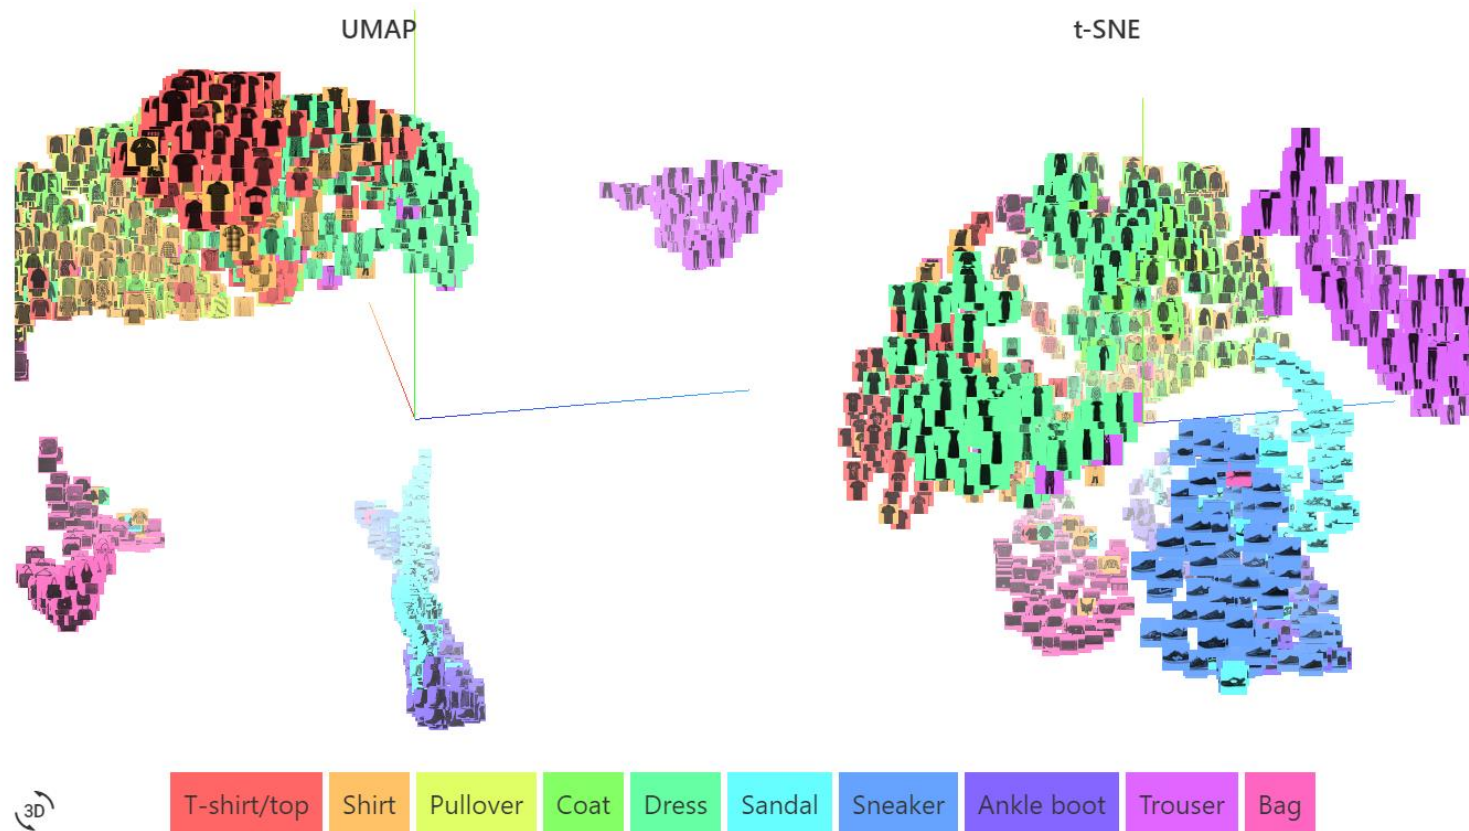 UMAP
t-SNE
3D
T-shirt/top
Shirt
Pullover
Coat
Dress
Sandal
Sneaker
Ankle boot
Trouser
Bag